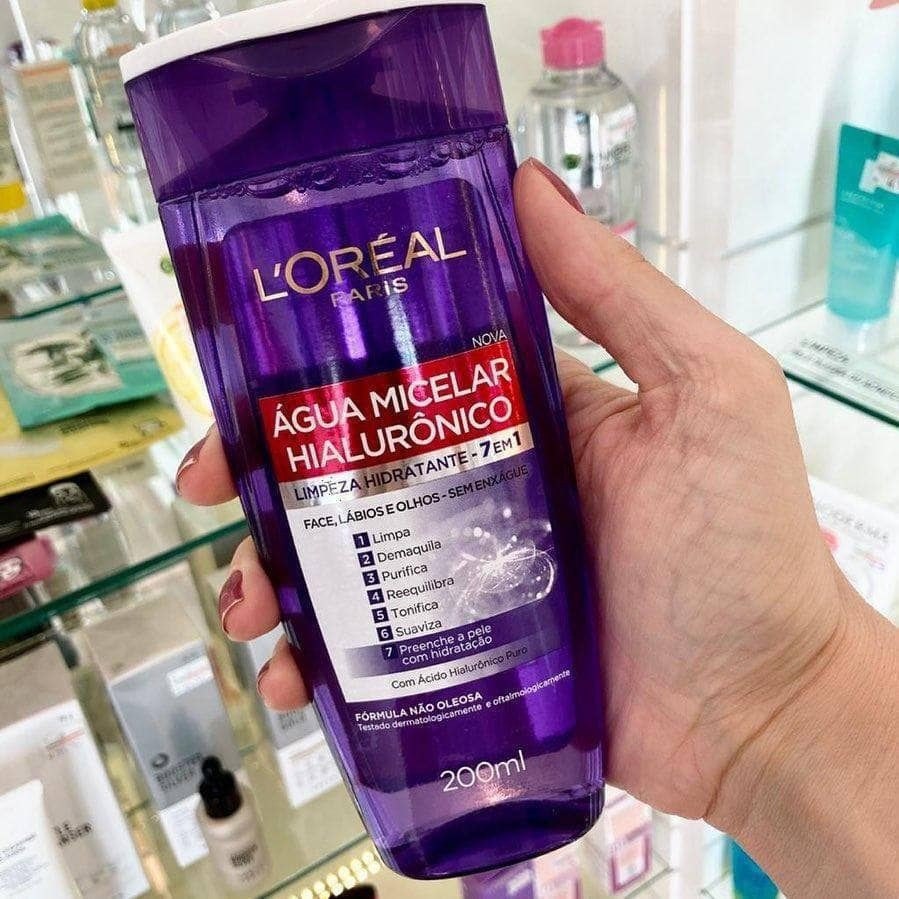 L'ORÉAL
PARIS
NOVA
ÁGUA MICELAR
HIALURÔNICO
LIMPEZA HIDRATANTE - 7 EM 1
FACE, LÁBIOS E OLHOS - SEM ENXÁGUE
1 Limpa
2 Demaquila
3 Purifica
4 Reequilibra
5 Tonifica
6 Suaviza
7 Preenche a pele
com hidratação
Com Ácido Hialurônico Puro
FÓRMULA NÃO OLEOSA
Testado dermatologicamente e oftalmologicamente
200ml